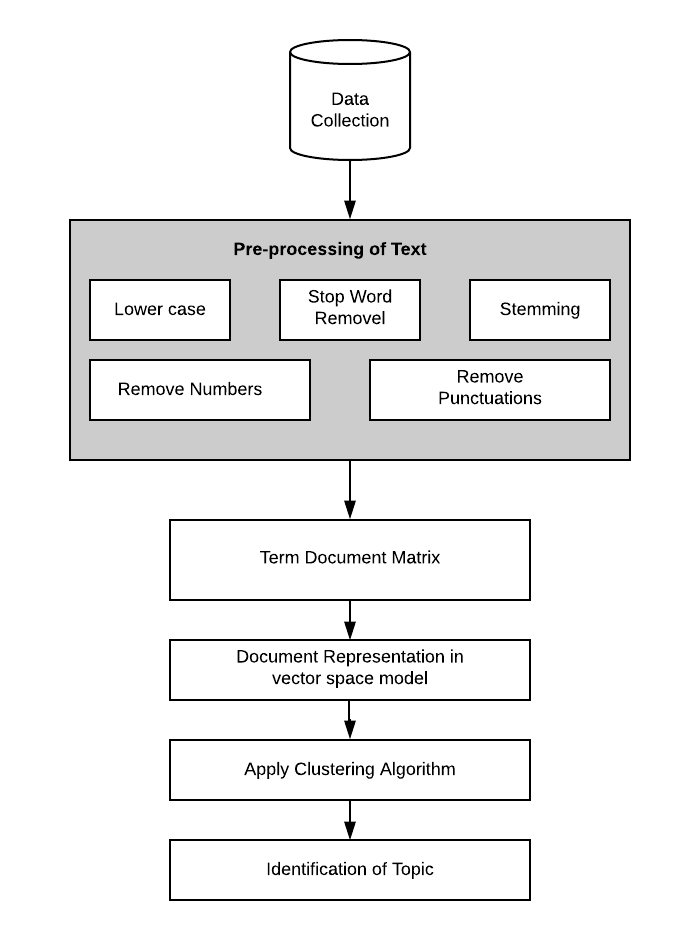 Data
Collection
Pre-processing of Text
Lower case
Stop Word
Removel
Stemming
Remove Numbers
Remove
Punctuations
Term Document Matrix
Document Representation in
vector space model
Apply Clustering Algorithm
Identification of Topic